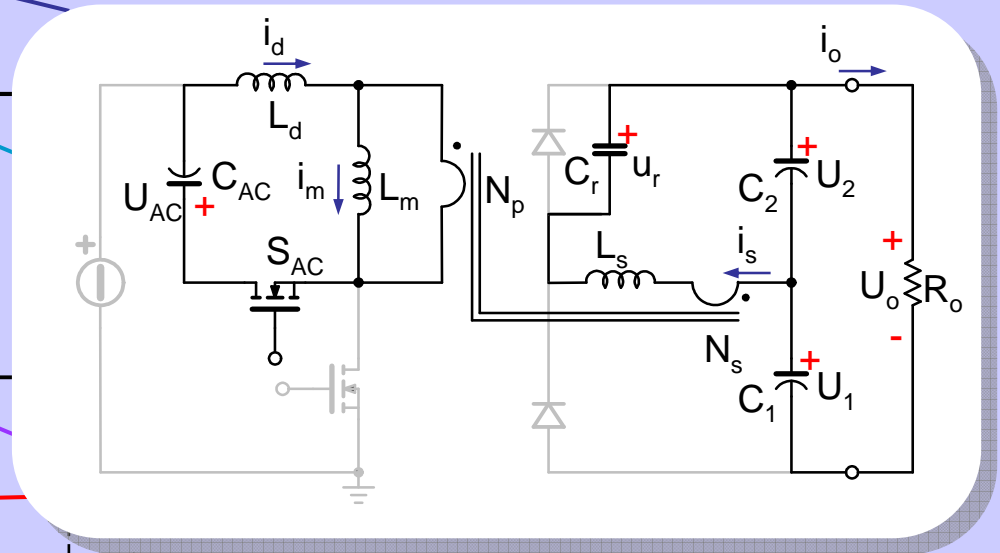 i_d
L_d
U_AC
+
C_AC
i_m
L_m
S_AC
+
N_p
i_o
C_r
+
u_r
C_2
+
U_2
L_s
i_s
N_s
C_1
+
U_1
+
U_o
-
R_o